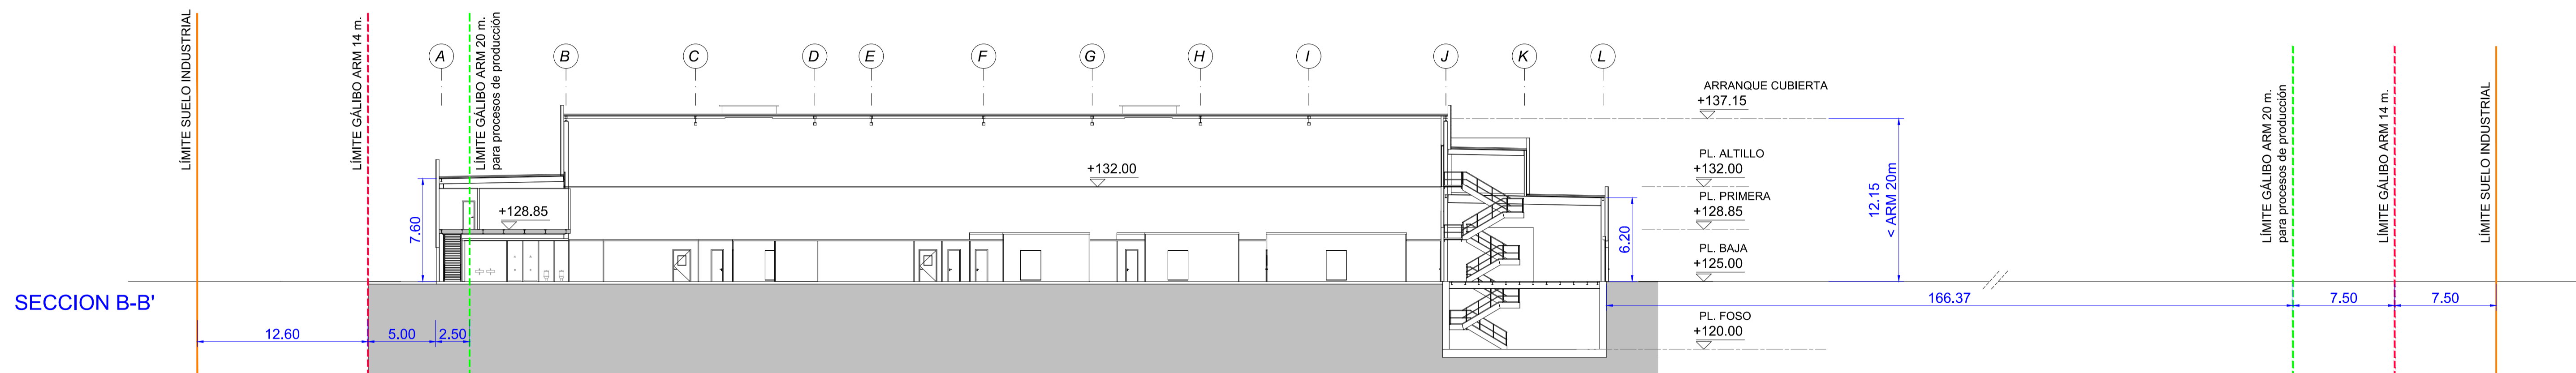 LÍMITE SUELO INDUSTRIAL
LÍMITE GÁLIBO ARM 14 m.
LÍMITE GÁLIBO ARM 20 m.
para procesos de producción
A
B
C
D
E
F
G
H
I
J
K
L
ARRANQUE CUBIERTA
+137.15
PL. ALTILLO
+132.00
PL. PRIMERA
+128.85
PL. BAJA
+125.00
PL. FOSO
+120.00
+132.00
+128.85
7.60
6.20
12.15
< ARM 20m
LÍMITE GÁLIBO ARM 20 m.
para procesos de producción
LÍMITE GÁLIBO ARM 14 m.
LÍMITE SUELO INDUSTRIAL
SECCION B-B'
12.60
5.00
2.50
166.37
7.50
7.50